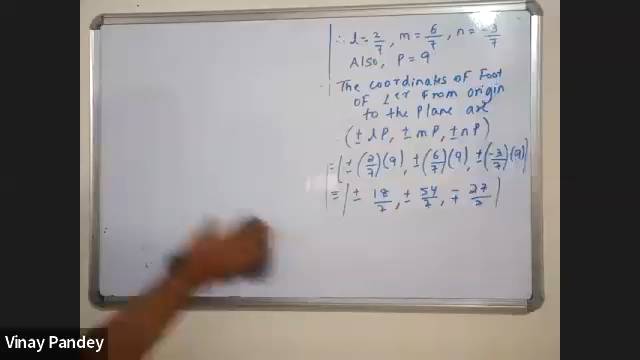 ∴ l = 2/7, m = 6/7, n = -3/7
Also, P = 9
∴ The coordinates of Foot
of Ler From origin
to the Plane are
(± lP, ± mP, ± nP)
= (± (2/7)(9), ± (6/7)(9), ± (-3/7)(9))
= (± 18/7, ± 54/7, ∓ 27/7)
Vinay Pandey